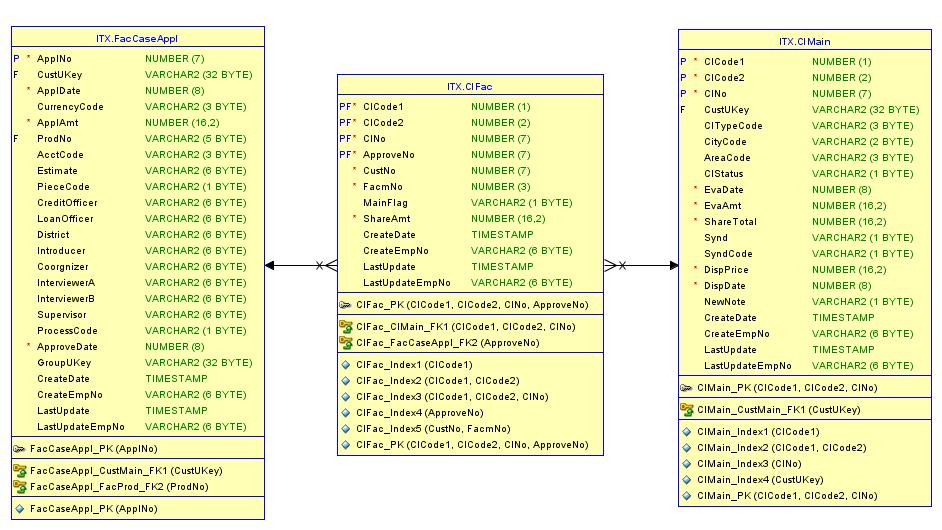 ITX.FacCaseAppl
P * ApplNo NUMBER (7)
F CustUKey VARCHAR2 (32 BYTE)
* ApplDate NUMBER (8)
CurrencyCode VARCHAR2 (3 BYTE)
* ApplAmt NUMBER (16,2)
F ProdNo VARCHAR2 (5 BYTE)
AcctCode VARCHAR2 (3 BYTE)
Estimate VARCHAR2 (6 BYTE)
PieceCode VARCHAR2 (1 BYTE)
CreditOfficer VARCHAR2 (6 BYTE)
LoanOfficer VARCHAR2 (6 BYTE)
District VARCHAR2 (6 BYTE)
Introducer VARCHAR2 (6 BYTE)
Coorgnizer VARCHAR2 (6 BYTE)
InterviewerA VARCHAR2 (6 BYTE)
InterviewerB VARCHAR2 (6 BYTE)
Supervisor VARCHAR2 (6 BYTE)
ProcessCode VARCHAR2 (1 BYTE)
* ApproveDate NUMBER (8)
GroupUKey VARCHAR2 (32 BYTE)
CreateDate TIMESTAMP
CreateEmpNo VARCHAR2 (6 BYTE)
LastUpdate TIMESTAMP
LastUpdateEmpNo VARCHAR2 (6 BYTE)
FacCaseAppl_PK (ApplNo)
FacCaseAppl_CustMain_FK1 (CustUKey)
FacCaseAppl_FacProd_FK2 (ProdNo)
FacCaseAppl_PK (ApplNo)
ITX.ClFac
PF* ClCode1 NUMBER (1)
PF* ClCode2 NUMBER (2)
PF* ClNo NUMBER (7)
PF* ApproveNo NUMBER (7)
* CustNo NUMBER (7)
* FacmNo NUMBER (3)
MainFlag VARCHAR2 (1 BYTE)
* ShareAmt NUMBER (16,2)
CreateDate TIMESTAMP
CreateEmpNo VARCHAR2 (6 BYTE)
LastUpdate TIMESTAMP
LastUpdateEmpNo VARCHAR2 (6 BYTE)
ClFac_PK (ClCode1, ClCode2, ClNo, ApproveNo)
ClFac_ClMain_FK1 (ClCode1, ClCode2, ClNo)
ClFac_FacCaseAppl_FK2 (ApproveNo)
ClFac_Index1 (ClCode1)
ClFac_Index2 (ClCode1, ClCode2)
ClFac_Index3 (ClCode1, ClCode2, ClNo)
ClFac_Index4 (ApproveNo)
ClFac_Index5 (CustNo, FacmNo)
ClFac_PK (ClCode1, ClCode2, ClNo, ApproveNo)
ITX.ClMain
P * ClCode1 NUMBER (1)
P * ClCode2 NUMBER (2)
P * ClNo NUMBER (7)
F CustUKey VARCHAR2 (32 BYTE)
ClTypeCode VARCHAR2 (3 BYTE)
CityCode VARCHAR2 (2 BYTE)
AreaCode VARCHAR2 (3 BYTE)
ClStatus VARCHAR2 (1 BYTE)
* EvaDate NUMBER (8)
* EvaAmt NUMBER (16,2)
* ShareTotal NUMBER (16,2)
Synd VARCHAR2 (1 BYTE)
SyndCode VARCHAR2 (1 BYTE)
* DispPrice NUMBER (16,2)
* DispDate NUMBER (8)
NewNote VARCHAR2 (1 BYTE)
CreateDate TIMESTAMP
CreateEmpNo VARCHAR2 (6 BYTE)
LastUpdate TIMESTAMP
LastUpdateEmpNo VARCHAR2 (6 BYTE)
ClMain_PK (ClCode1, ClCode2, ClNo)
ClMain_CustMain_FK1 (CustUKey)
ClMain_Index1 (ClCode1)
ClMain_Index2 (ClCode1, ClCode2)
ClMain_Index3 (ClNo)
ClMain_Index4 (CustUKey)
ClMain_PK (ClCode1, ClCode2, ClNo)